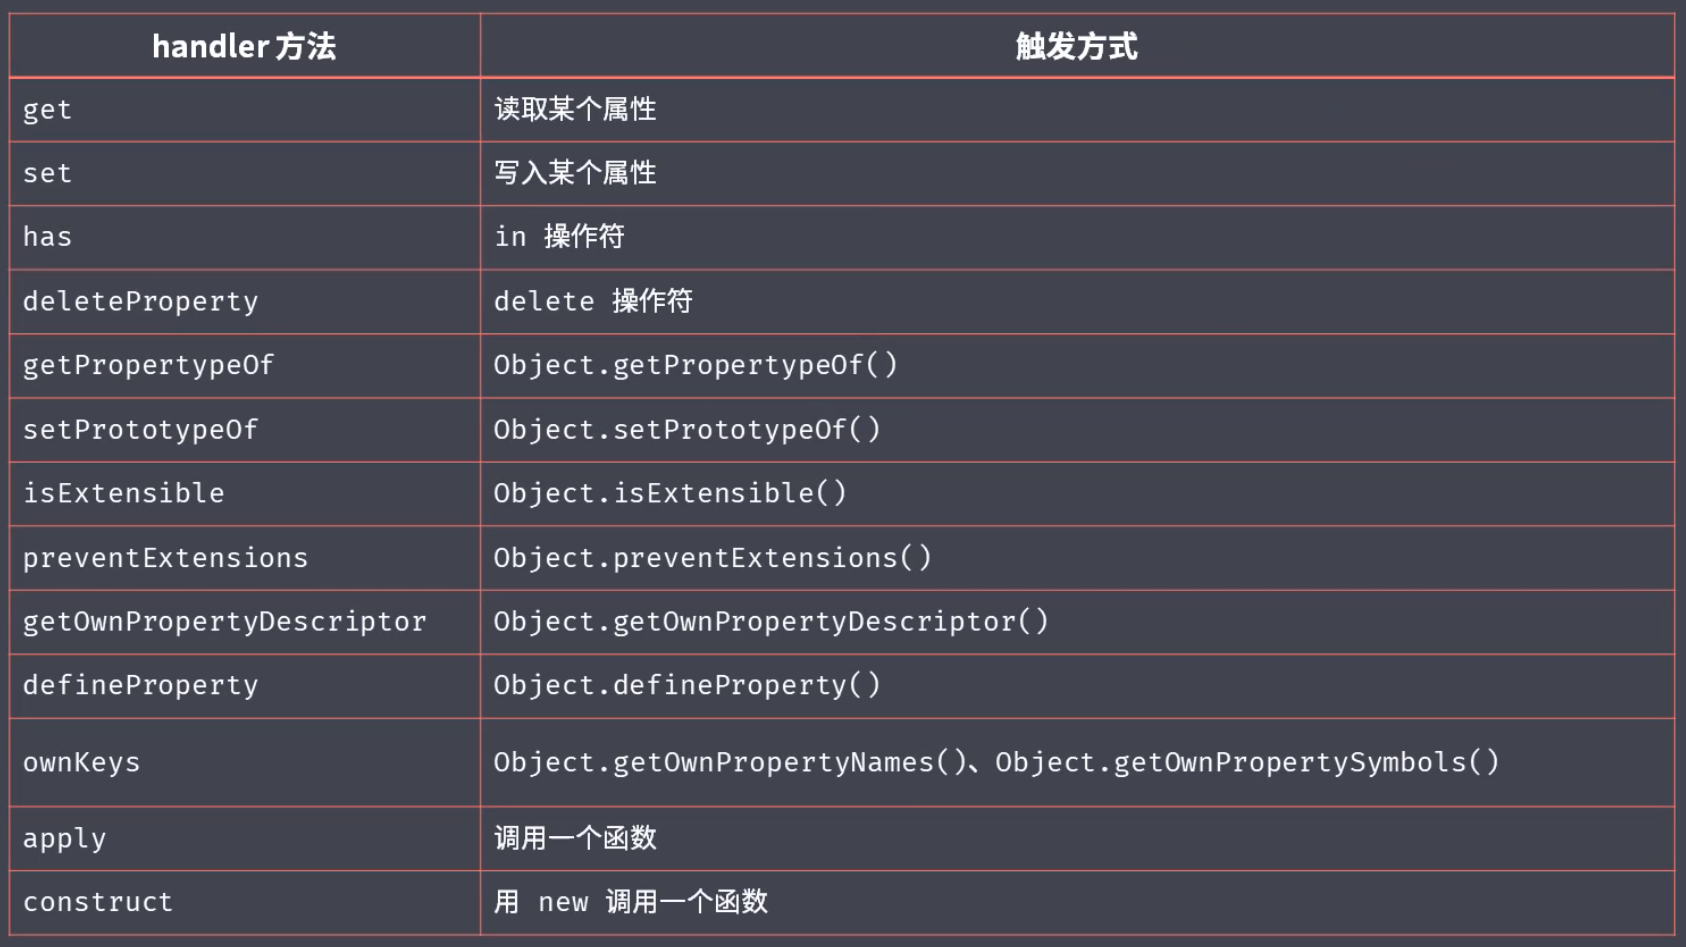 handler 方法 触发方式
get 读取某个属性
set 写入某个属性
has in 操作符
deleteProperty delete 操作符
getPropertypeOf Object.getPropertypeOf()
setPrototypeOf Object.setPrototypeOf()
isExtensible Object.isExtensible()
preventExtensions Object.preventExtensions()
getOwnPropertyDescriptor Object.getOwnPropertyDescriptor()
defineProperty Object.defineProperty()
ownKeys Object.getOwnPropertyNames()、Object.getOwnPropertySymbols()
apply 调用一个函数
construct 用 new 调用一个函数